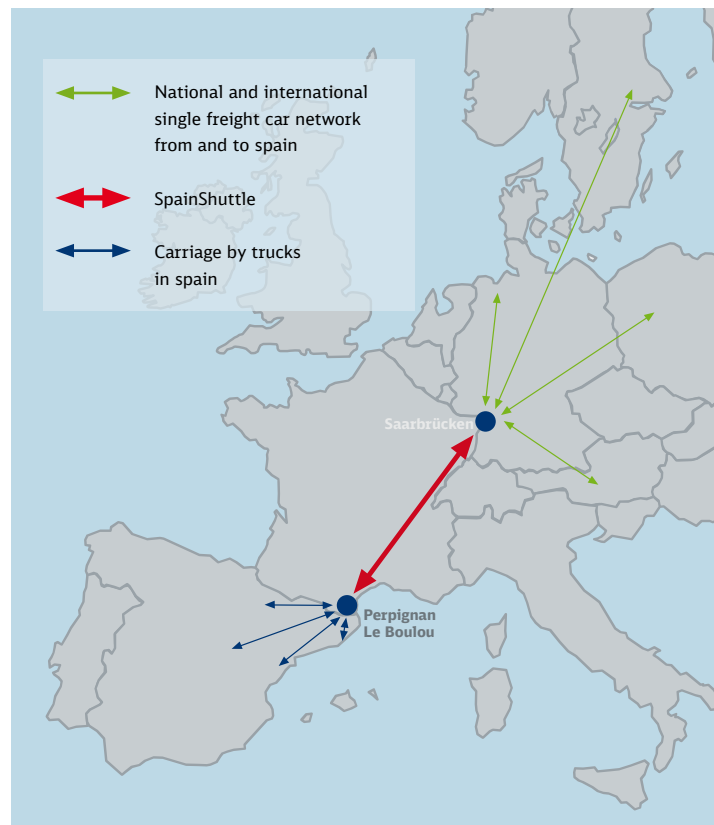 National and international
single freight car network
from and to spain
SpainShuttle
Carriage by trucks
in spain
Saarbrücken
Perpignan
Le Boulou